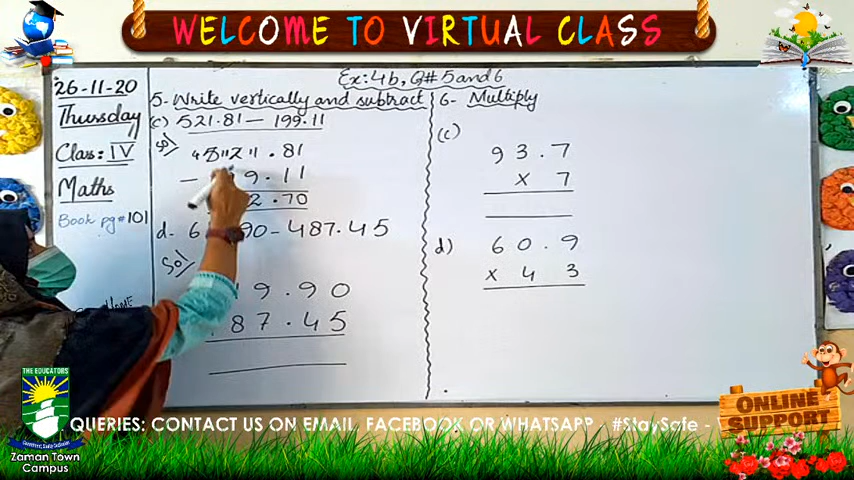 WELCOME TO VIRTUAL CLASS
26-11-20
Thursday
Class: IV
Maths
Book pg#101
Ex:4b, Q#5 and 6
5- Write vertically and subtract
(c) 521.81 - 199.11
Sol
.81
- 9.11
2.70
d- 6 90 - 487.45
Sol
9.90
87.45
6- Multiply
(c)
93.7
x 7
d)
60.9
x 43
THE EDUCATORS
Zaman Town
Campus
QUERIES: CONTACT US ON EMAIL, FACEBOOK OR WHATSAPP #StaySafe -
ONLINE
SUPPORT